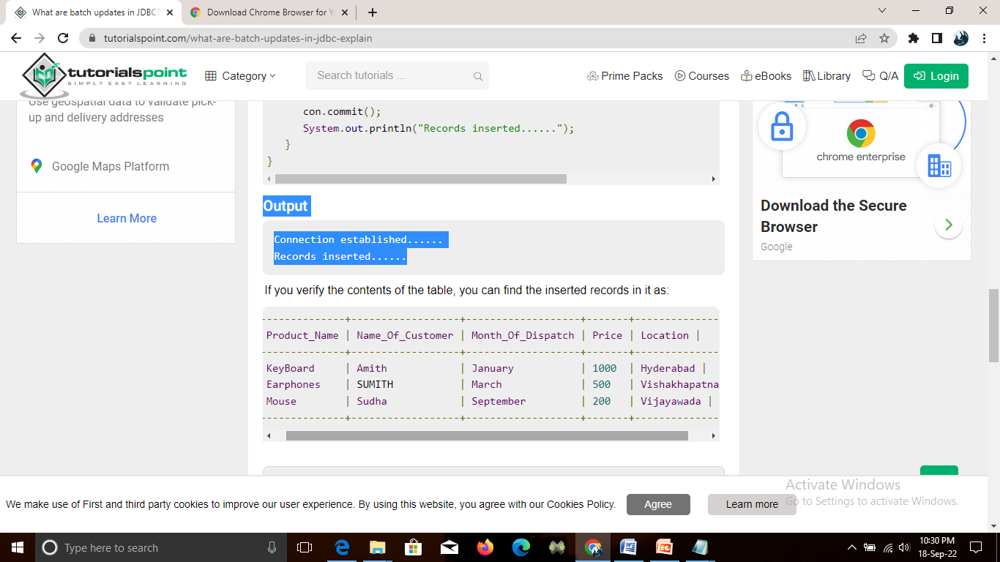 What are batch updates in JDBC?
Download Chrome Browser for
tutorialspoint.com/what-are-batch-updates-in-jdbc-explain
tutorialspoint
SIMPLY EASY LEARNING
Category
Search tutorials ...
Prime Packs
Courses
eBooks
Library
Q/A
Login
Use geospatial data to validate pick-
up and delivery addresses
Google Maps Platform
Learn More
con.commit();
System.out.println("Records inserted......");
}
}
Output
Connection established......
Records inserted......
If you verify the contents of the table, you can find the inserted records in it as:
--------------+------------------+-------------------+-------+--------------
Product_Name | Name_Of_Customer | Month_Of_Dispatch | Price | Location |
--------------+------------------+-------------------+-------+--------------
KeyBoard | Amith | January | 1000 | Hyderabad |
Earphones | SUMITH | March | 500 | Vishakhapatna
Mouse | Sudha | September | 200 | Vijayawada |
--------------+------------------+-------------------+-------+--------------
chrome enterprise
Download the Secure
Browser
Google
We make use of First and third party cookies to improve our user experience. By using this website, you agree with our Cookies Policy.
Agree
Learn more
Activate Windows
Go to Settings to activate Windows.
Type here to search
10:30 PM
18-Sep-22